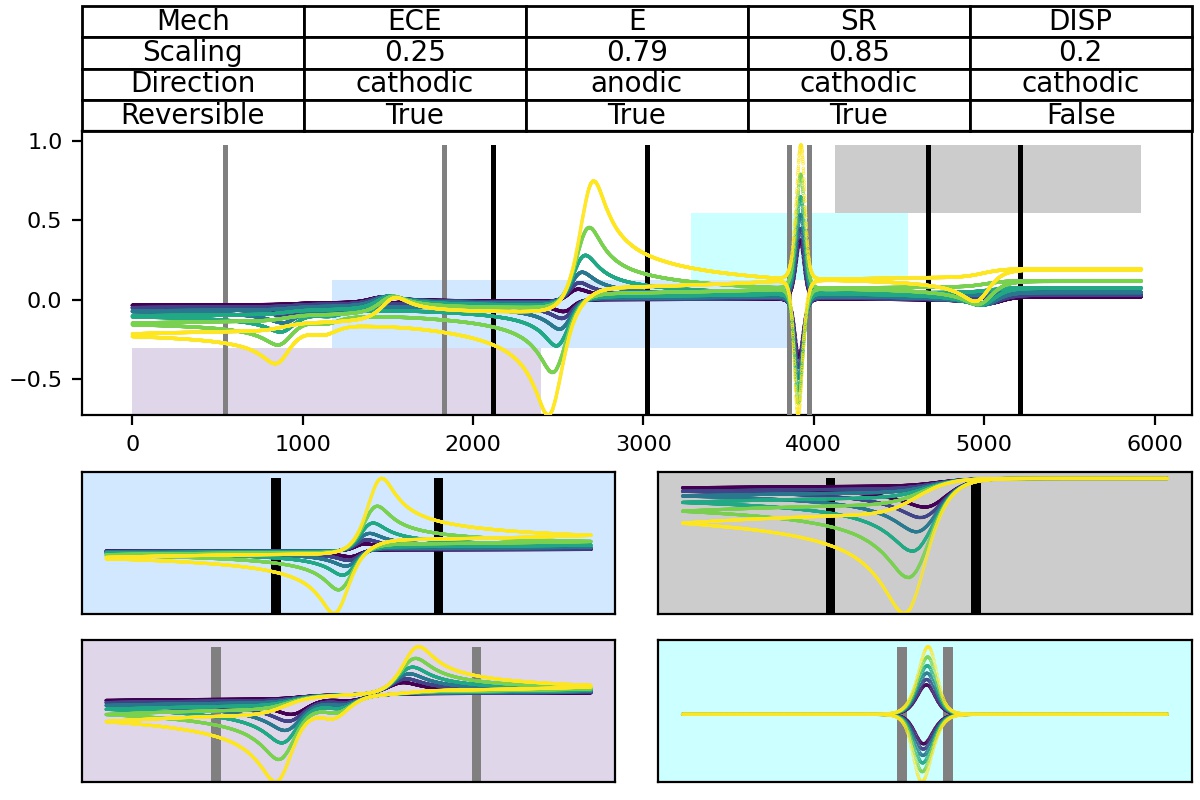 Mech ECE E SR DISP
Scaling 0.25 0.79 0.85 0.2
Direction cathodic anodic cathodic cathodic
Reversible True True True False
1.0
0.5
0.0
−0.5
0 1000 2000 3000 4000 5000 6000